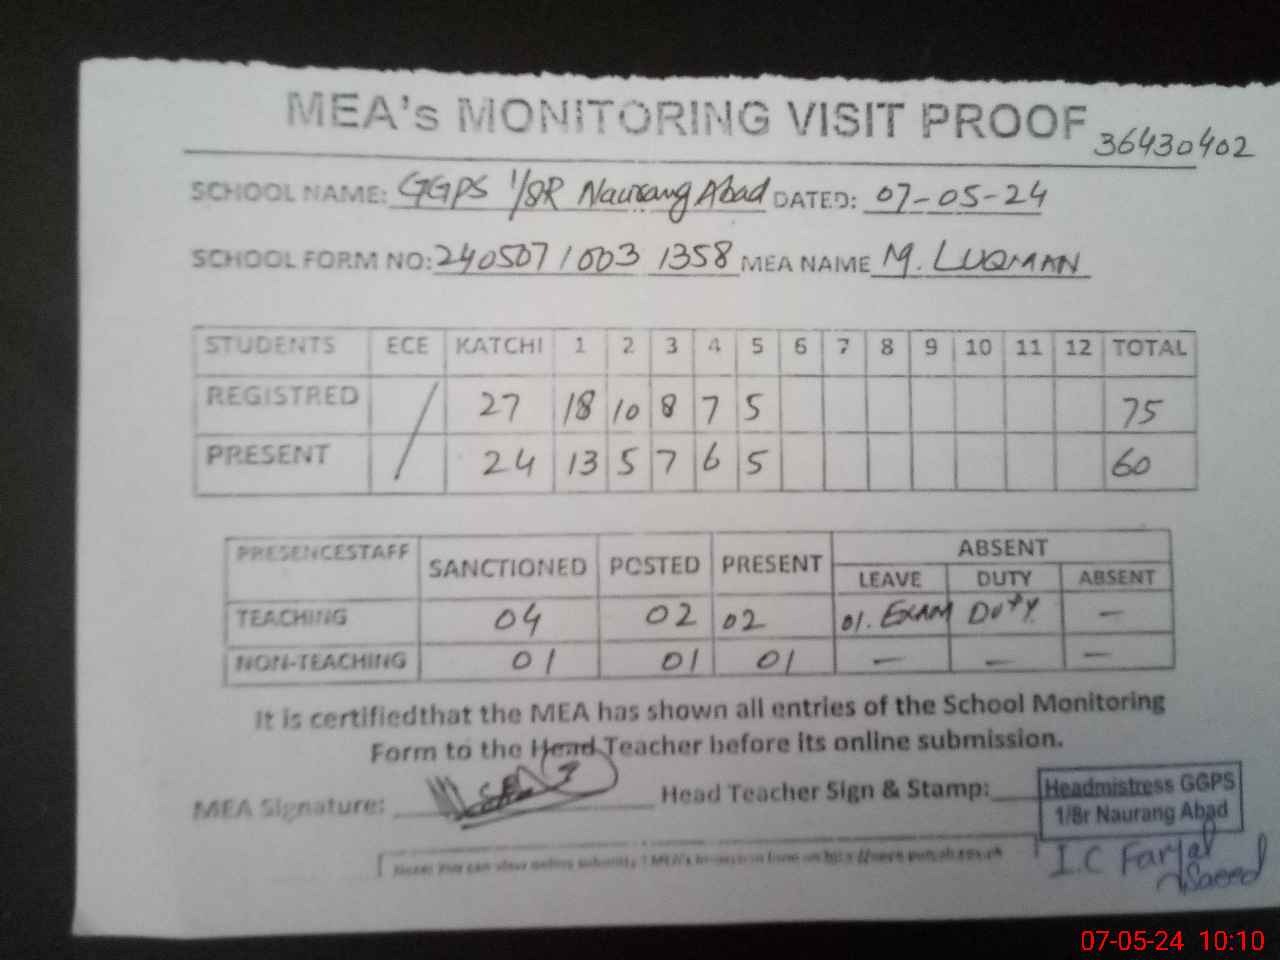 MEA's MONITORING VISIT PROOF 36430402
SCHOOL NAME: GGPS 1/8R Naurang Abad DATED: 07-05-24
SCHOOL FORM NO: 240507 1003 1358 MEA NAME M. LUQMAN
STUDENTS ECE KATCHI 1 2 3 4 5 6 7 8 9 10 11 12 TOTAL
REGISTRED / 27 18 10 8 7 5 75
PRESENT 24 13 5 7 6 5 60
PRESENCESTAFF SANCTIONED POSTED PRESENT ABSENT
LEAVE DUTY ABSENT
TEACHING 04 02 02 01. EXAM DUTY. —
NON-TEACHING 01 01 01 — — —
It is certifiedthat the MEA has shown all entries of the School Monitoring
Form to the Head Teacher before its online submission.
MEA Signature: Head Teacher Sign & Stamp:
Headmistress GGPS
1/8r Naurang Abad
I.C Faryal
Saeed
07-05-24 10:10